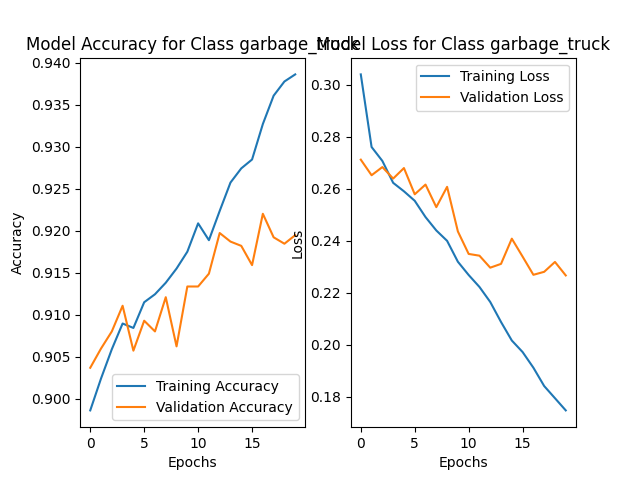 Model Accuracy for Class garbage_truck
0.940
0.935
0.930
0.925
0.920
0.915
0.910
0.905
0.900
Accuracy
0
5
10
15
Epochs
Training Accuracy
Validation Accuracy
Model Loss for Class garbage_truck
0.30
0.28
0.26
0.24
0.22
0.20
0.18
Loss
0
5
10
15
Epochs
Training Loss
Validation Loss